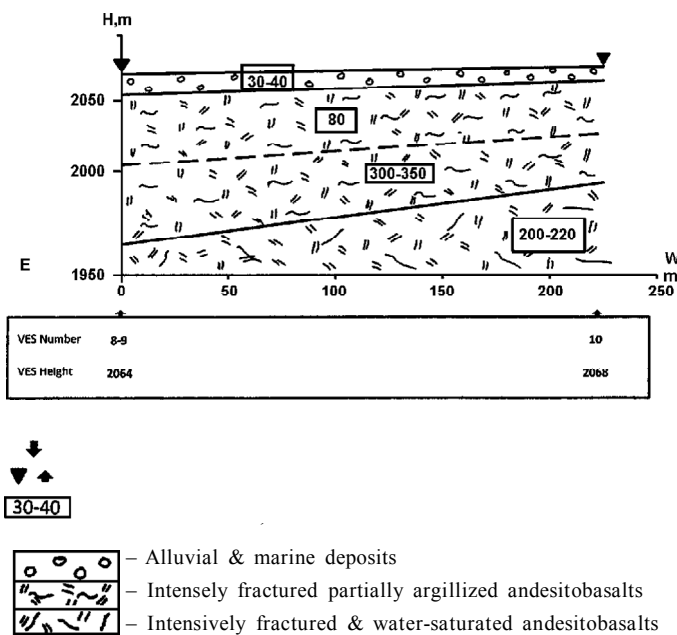 H,m
30-40
2050
80
2000
300-350
200-220
E
W
1950
m
0 50 100 150 200 250
VES Number 8-9 10
VES Height 2064 2068
30-40
– Alluvial & marine deposits
– Intensely fractured partially argillized andesitobasalts
– Intensively fractured & water-saturated andesitobasalts